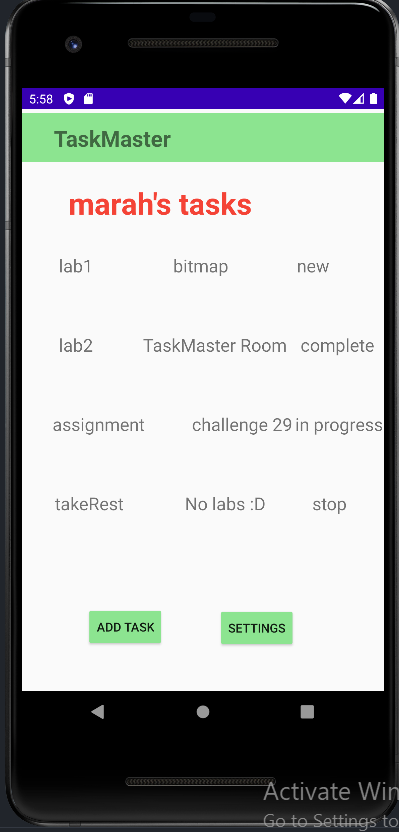 5:58
TaskMaster
marah's tasks
lab1 bitmap new
lab2 TaskMaster Room complete
assignment challenge 29 in progress
takeRest No labs :D stop
ADD TASK SETTINGS
Activate Win
Go to Settings to